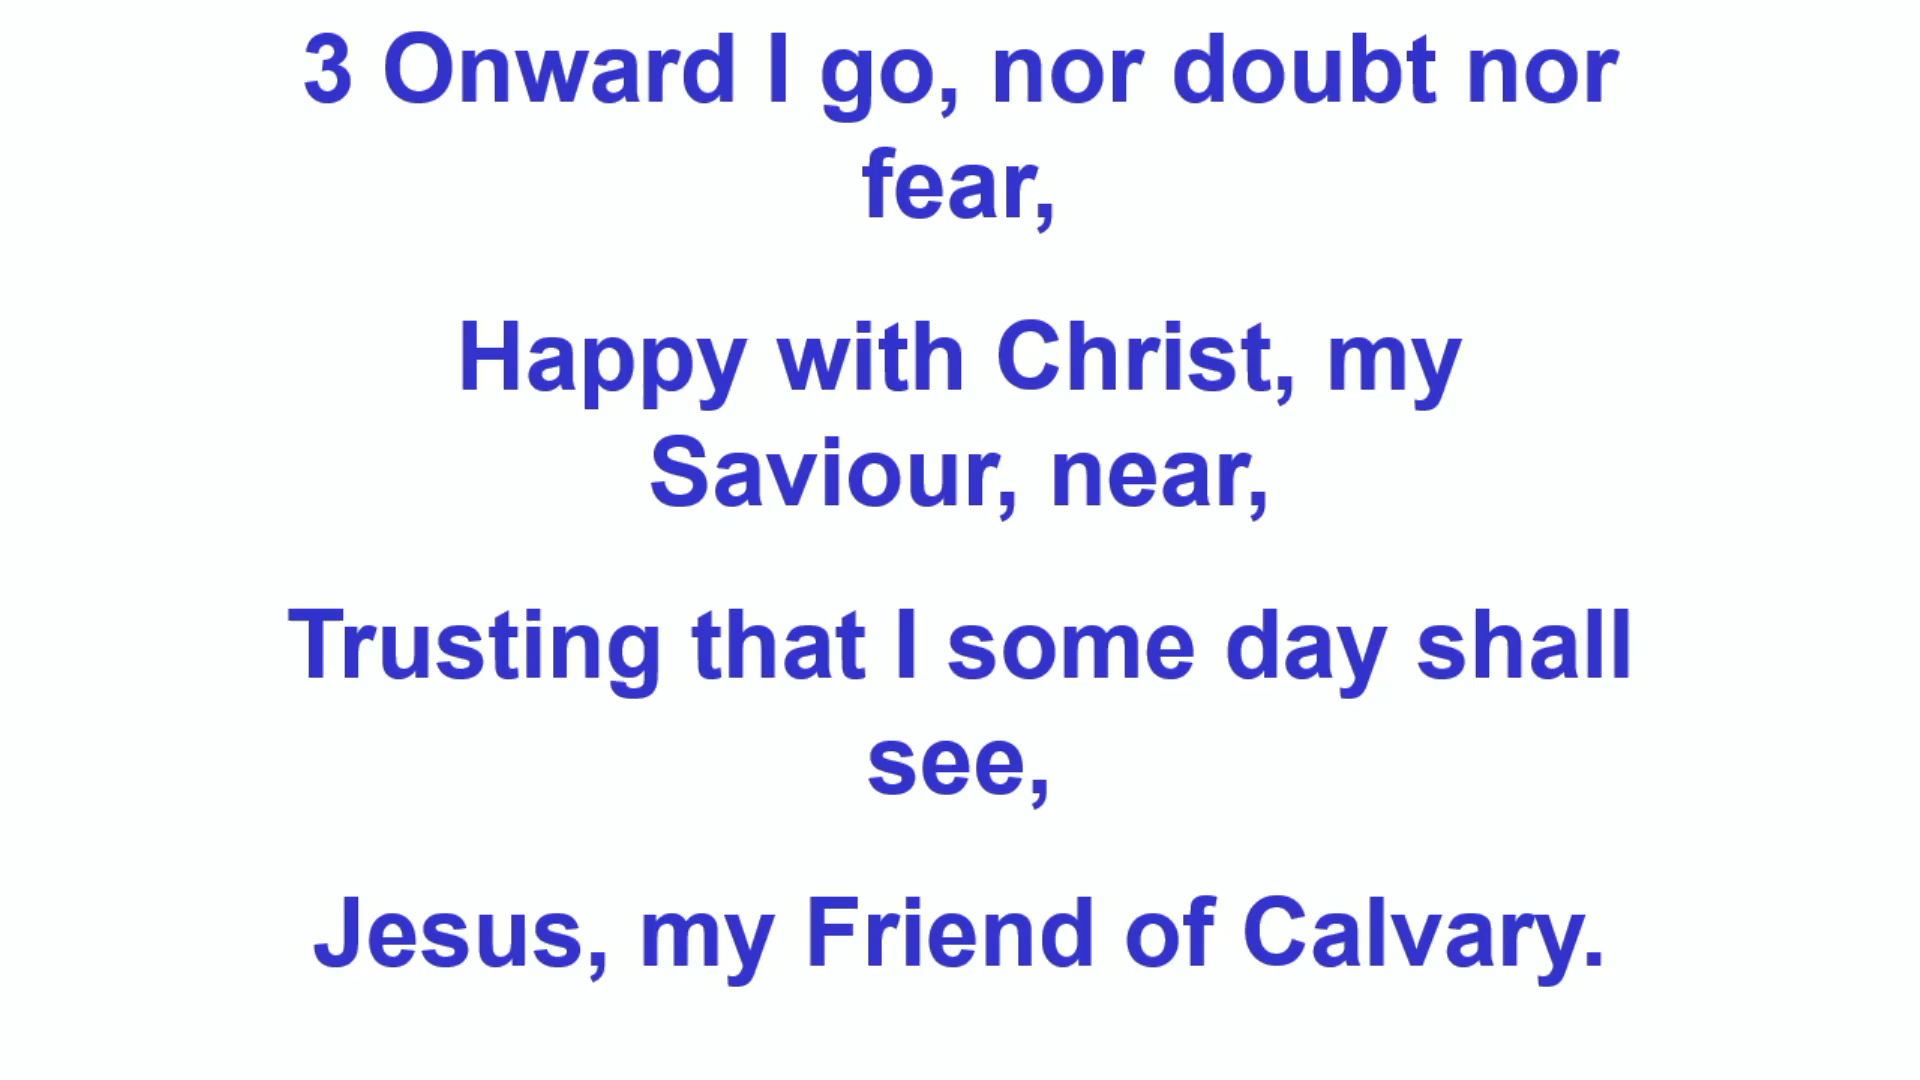 3 Onward I go, nor doubt nor
fear,
Happy with Christ, my
Saviour, near,
Trusting that I some day shall
see,
Jesus, my Friend of Calvary.